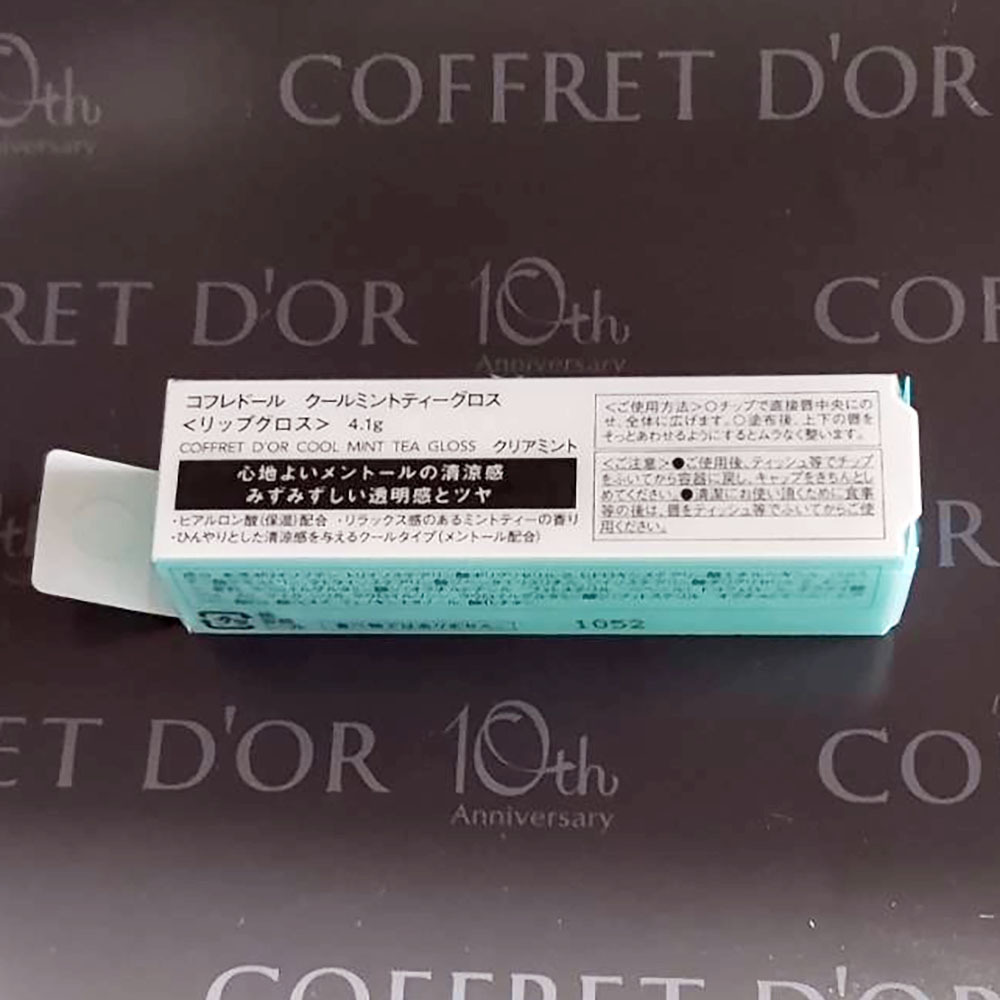 10th COFFRET D'OR
Anniversary
RET D'OR 10th CO
Anniversary
コフレドール クールミントティーグロス
<リップグロス> 4.1g
COFFRET D'OR COOL MINT TEA GLOSS クリアミント
心地よいメントールの清涼感
みずみずしい透明感とツヤ
・ヒアルロン酸(保湿)配合 ・リラックス感のあるミントティーの香り
・ひんやりとした清涼感を与えるクールタイプ(メントール配合)
<ご使用方法>○チップで直接唇中央にの
せ、全体に広げます。○塗布後、上下の唇を
そっとあわせるようにするとムラなく整います。
<ご注意>●ご使用後、ティッシュ等でチップ
をふいてから容器に戻し、キャップをきちんとし
めてください。●清潔にお使い頂くために食事
等の後は、唇をティッシュ等でふいてからご使
用ください。
1052
ET D'OR 10th CO
Anniversary
COFFRET D'OR